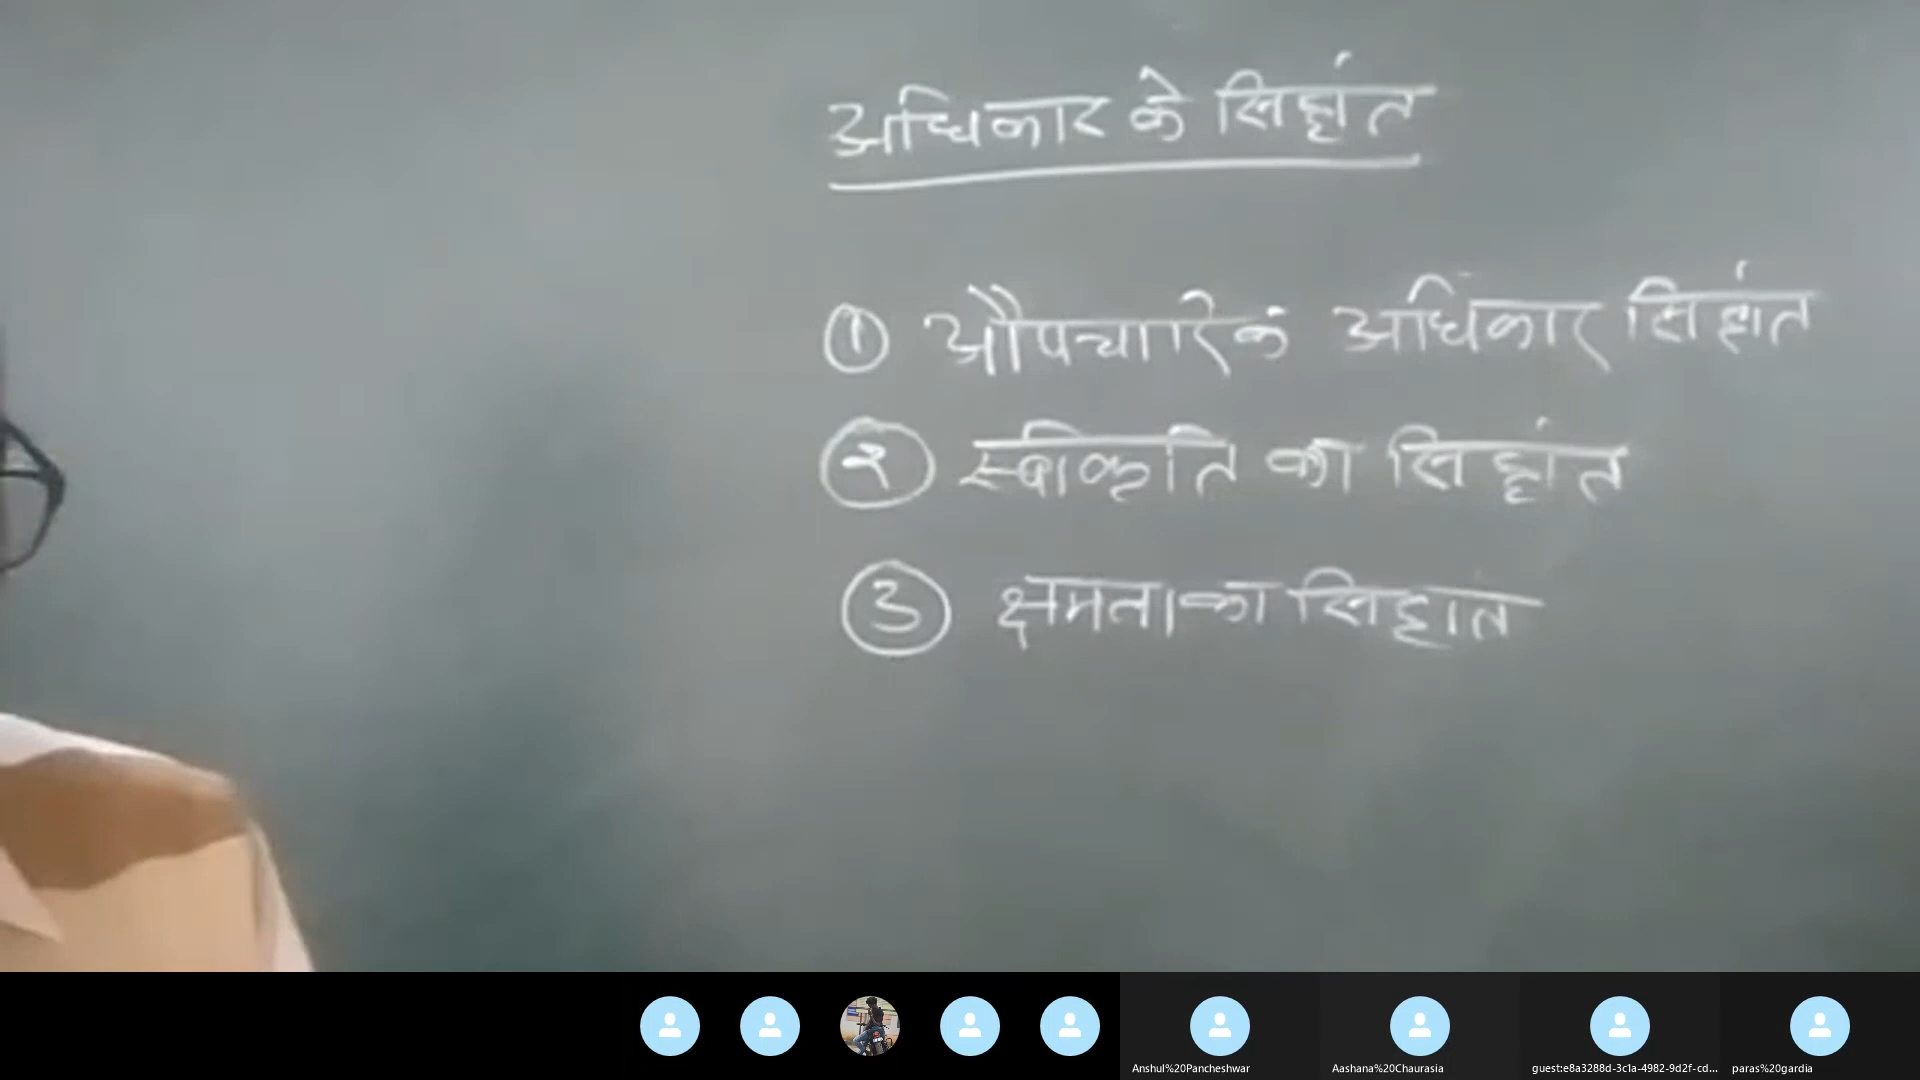 अधिकार के सिद्धांत
① औपचारिक अधिकार सिद्धांत
② स्वीकृति का सिद्धांत
③ क्षमता का सिद्धांत
Anshul%20Pancheshwar
Aashana%20Chaurasia
guest:e8a3288d-3c1a-4982-9d2f-cd...
paras%20gardia